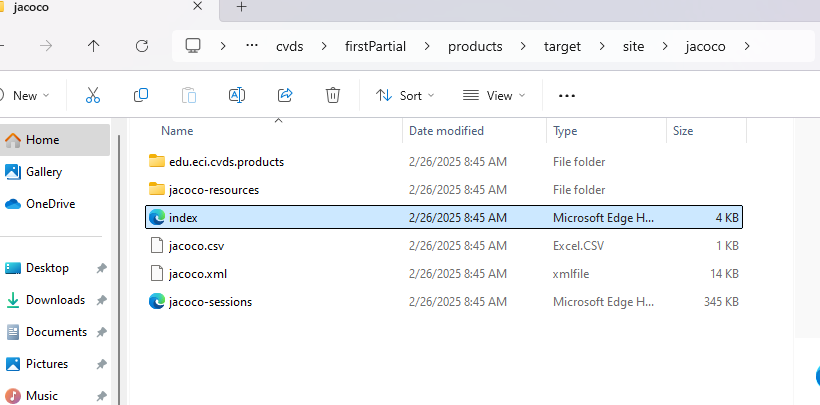 jacoco
cvds firstPartial products target site jacoco
New Sort View
Name Date modified Type Size
Home
Gallery
OneDrive
Desktop
Downloads
Documents
Pictures
Music
edu.eci.cvds.products 2/26/2025 8:45 AM File folder
jacoco-resources 2/26/2025 8:45 AM File folder
index 2/26/2025 8:45 AM Microsoft Edge H... 4 KB
jacoco.csv 2/26/2025 8:45 AM Excel.CSV 1 KB
jacoco.xml 2/26/2025 8:45 AM xmlfile 14 KB
jacoco-sessions 2/26/2025 8:45 AM Microsoft Edge H... 345 KB